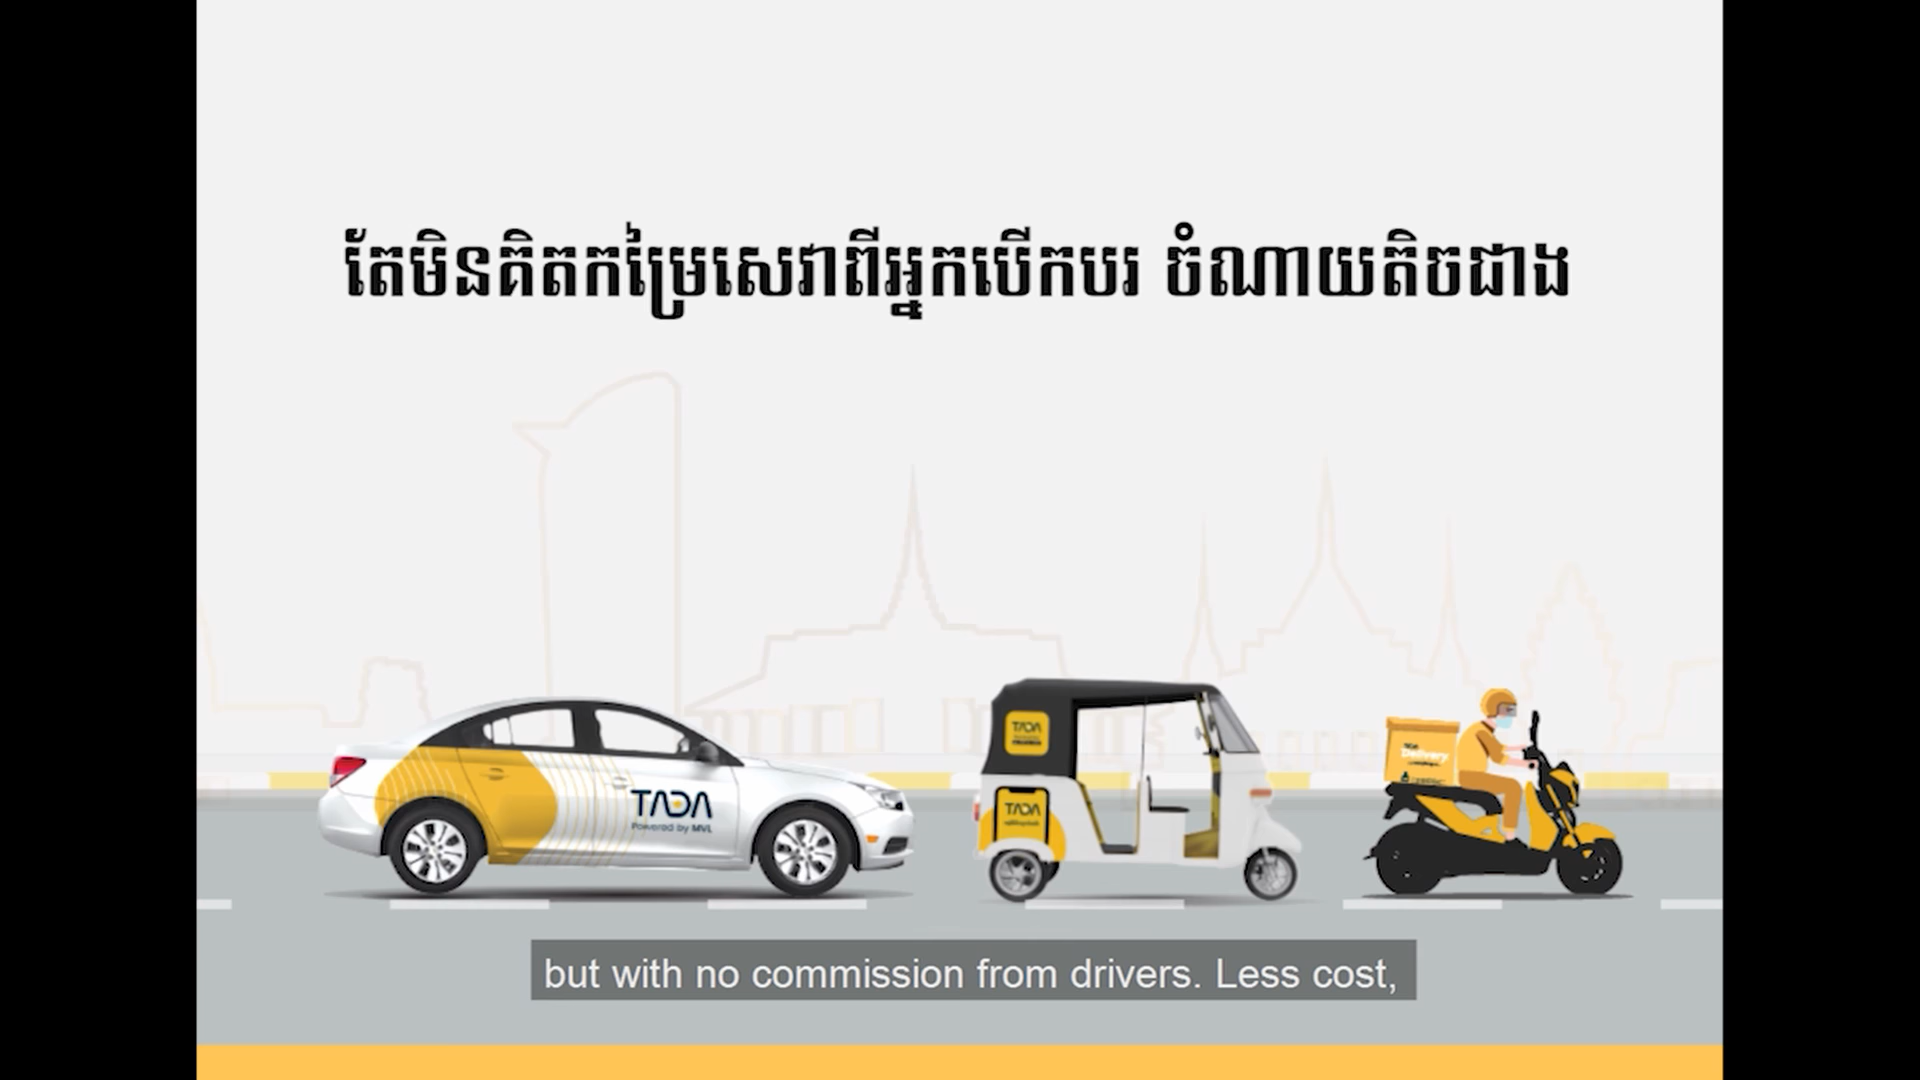 តែមិនគិតកម្រៃសេវាពីអ្នកបើកបរ ចំណាយតិចជាង
TADA
Powered by MVL
TADA
TADA
Delivery
but with no commission from drivers. Less cost,